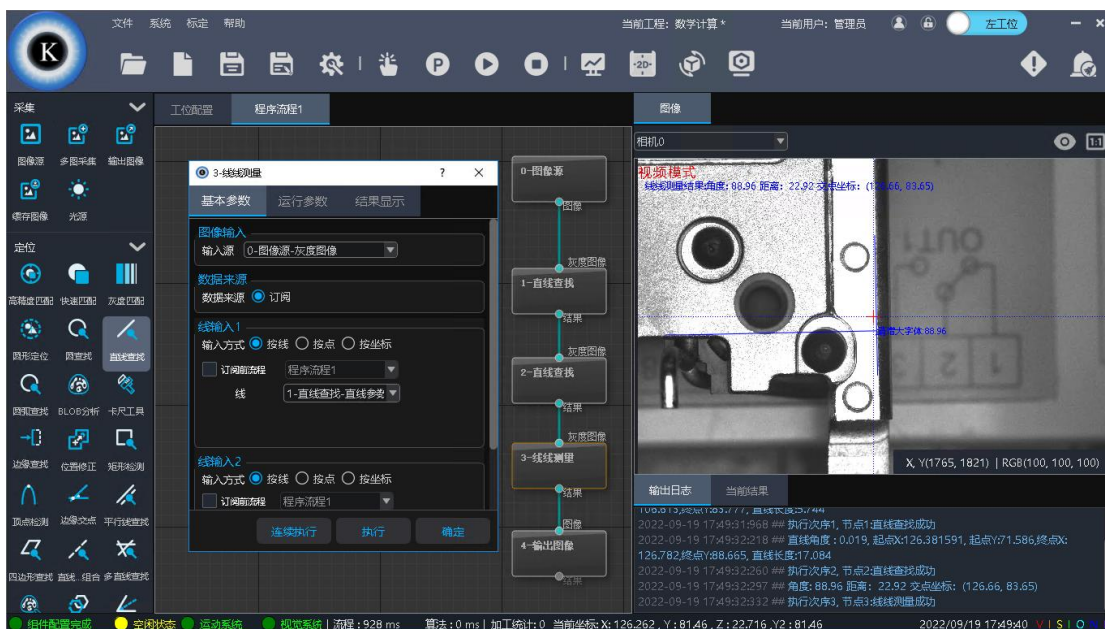 文件 系统 标定 帮助
当前工程: 数学计算 *
当前用户: 管理员
左工位
K
P
-2D-
采集
图像源 多图采集 输出图像
缓存图像 光源
定位
高精度匹配 快速匹配 灰度匹配
圆形定位 圆查找 直线查找
圆弧查找 BLOB分析 卡尺工具
边缘查找 位置修正 矩形检测
顶点检测 边缘交点 平行线查找
四边形查找 直线...组合 多直线查找
工位配置 程序流程1
3-线线测量 ?
基本参数 运行参数 结果显示
图像输入
输入源 0-图像源-灰度图像
数据来源
数据来源 订阅
线输入1
输入方式 按线 按点 按坐标
订阅前流程 程序流程1
线 1-直线查找-直线参数
线输入2
输入方式 按线 按点 按坐标
订阅前流程 程序流程1
连续执行 执行 确定
0-图像源
图像
灰度图像
1-直线查找
结果
灰度图像
2-直线查找
结果
灰度图像
3-线线测量
结果
图像
4-输出图像
结果
图像
相机0
1:1
视频模式
线线测量结果:角度: 88.96 距离: 22.92 交点坐标: (126.66, 83.65)
大字体:88.96
X, Y(1765, 1821) | RGB(100, 100, 100)
输出日志 当前结果
106.613,终点Y:83.777, 直线长度:5.744
2022-09-19 17:49:31:968 ## 执行次序1, 节点1:直线查找成功
2022-09-19 17:49:32:218 ## 直线角度 : 0.019, 起点X:126.381591, 起点Y:71.586,终点X:
126.782,终点Y:88.665, 直线长度:17.084
2022-09-19 17:49:32:260 ## 执行次序2, 节点2:直线查找成功
2022-09-19 17:49:32:297 ## 角度: 88.96 距离: 22.92 交点坐标: (126.66, 83.65)
2022-09-19 17:49:32:332 ## 执行次序3, 节点3:线线测量成功
组件配置完成 空闲状态 运动系统 视觉系统 | 流程 : 928 ms | 算法 : 0 ms | 加工统计: 0 当前坐标: X: 126.262 , Y : 81.46 , Z : 22.716 ,Y2 : 81.46 2022/09/19 17:49:40 V I S I O